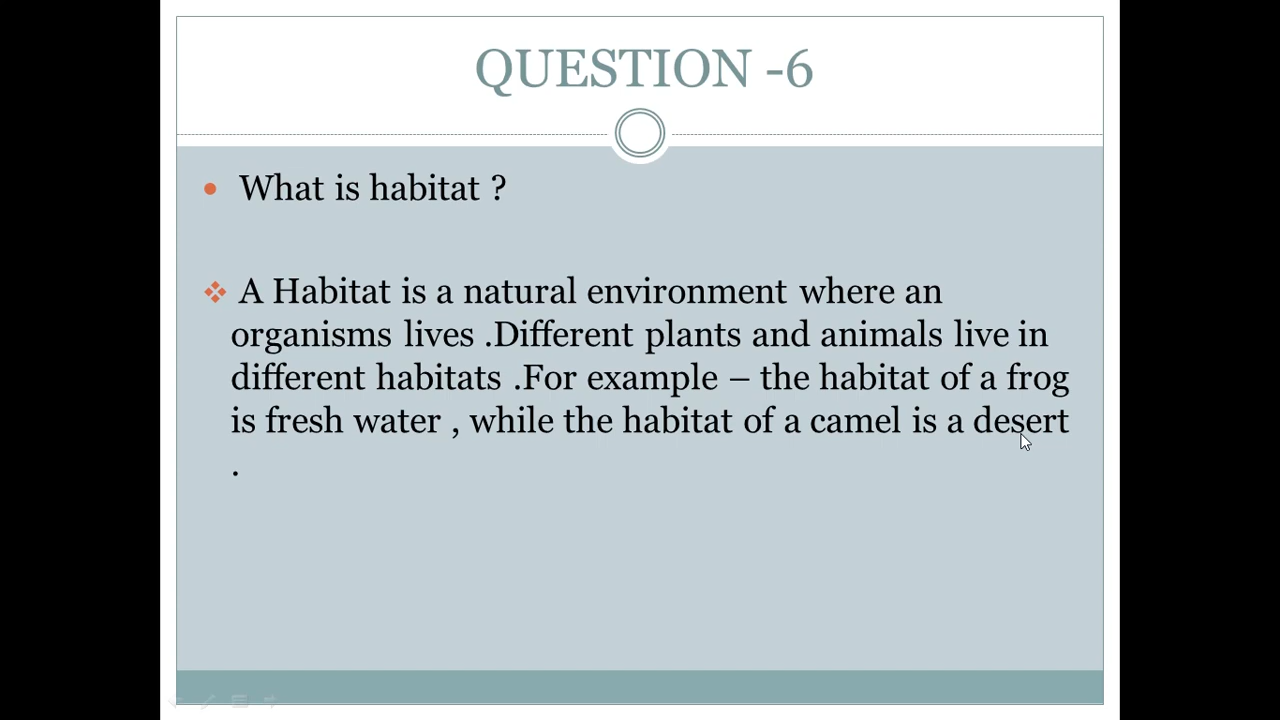 QUESTION -6
What is habitat ?
A Habitat is a natural environment where an
organisms lives .Different plants and animals live in
different habitats .For example – the habitat of a frog
is fresh water , while the habitat of a camel is a desert
.